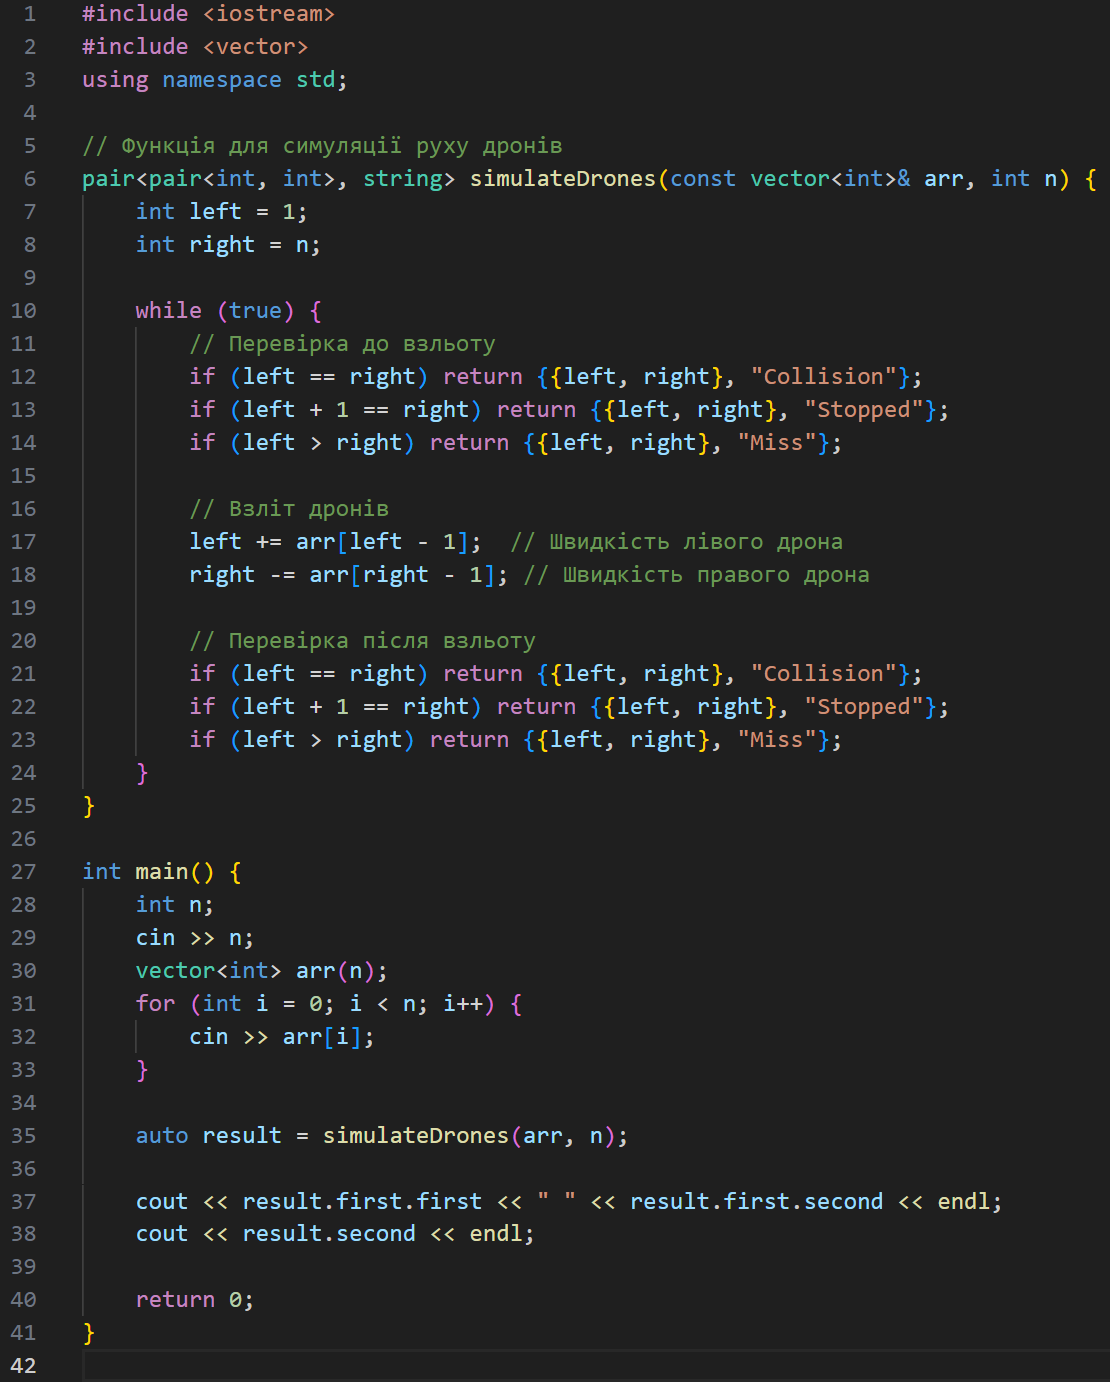 1 #include <iostream>
2 #include <vector>
3 using namespace std;
4
5 // Функція для симуляції руху дронів
6 pair<pair<int, int>, string> simulateDrones(const vector<int>& arr, int n) {
7     int left = 1;
8     int right = n;
9
10     while (true) {
11         // Перевірка до взльоту
12         if (left == right) return {{left, right}, "Collision"};
13         if (left + 1 == right) return {{left, right}, "Stopped"};
14         if (left > right) return {{left, right}, "Miss"};
15
16         // Взліт дронів
17         left += arr[left - 1];  // Швидкість лівого дрона
18         right -= arr[right - 1]; // Швидкість правого дрона
19
20         // Перевірка після взльоту
21         if (left == right) return {{left, right}, "Collision"};
22         if (left + 1 == right) return {{left, right}, "Stopped"};
23         if (left > right) return {{left, right}, "Miss"};
24     }
25 }
26
27 int main() {
28     int n;
29     cin >> n;
30     vector<int> arr(n);
31     for (int i = 0; i < n; i++) {
32         cin >> arr[i];
33     }
34
35     auto result = simulateDrones(arr, n);
36
37     cout << result.first.first << " " << result.first.second << endl;
38     cout << result.second << endl;
39
40     return 0;
41 }
42